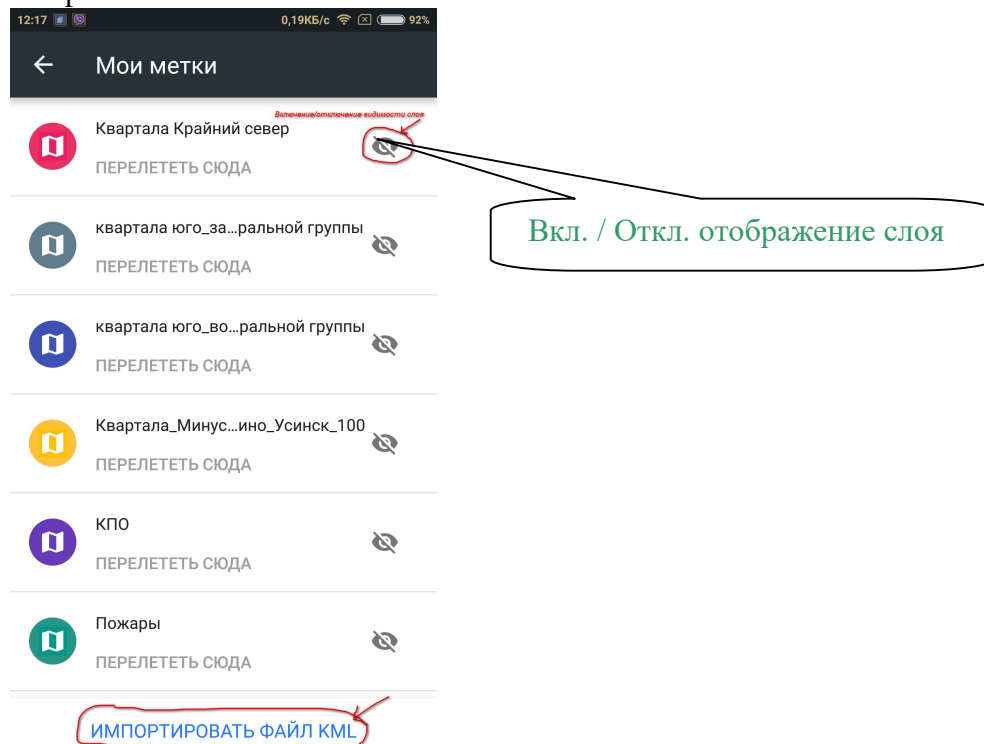 12:17 0,19КБ/с 92%
Мои метки
Включение/отключение видимости слоя
Квартала Крайний север
ПЕРЕЛЕТЕТЬ СЮДА
Вкл. / Откл. отображение слоя
квартала юго_за...ральной группы
ПЕРЕЛЕТЕТЬ СЮДА
квартала юго_во...ральной группы
ПЕРЕЛЕТЕТЬ СЮДА
Квартала_Минус...ино_Усинск_100
ПЕРЕЛЕТЕТЬ СЮДА
КПО
ПЕРЕЛЕТЕТЬ СЮДА
Пожары
ПЕРЕЛЕТЕТЬ СЮДА
ИМПОРТИРОВАТЬ ФАЙЛ KML